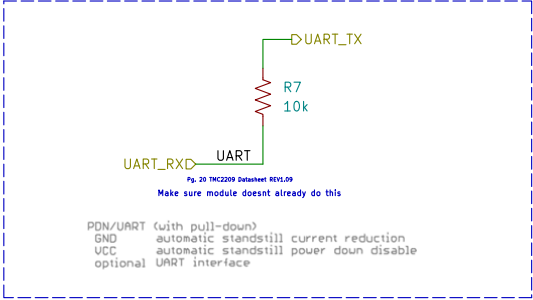 UART_TX
R7
10k
UART
UART_RX
Pg. 20 TMC2209 Datasheet REV1.09
Make sure module doesnt already do this
PDN/UART (with pull-down)
GND automatic standstill current reduction
VCC automatic standstill power down disable
optional UART interface